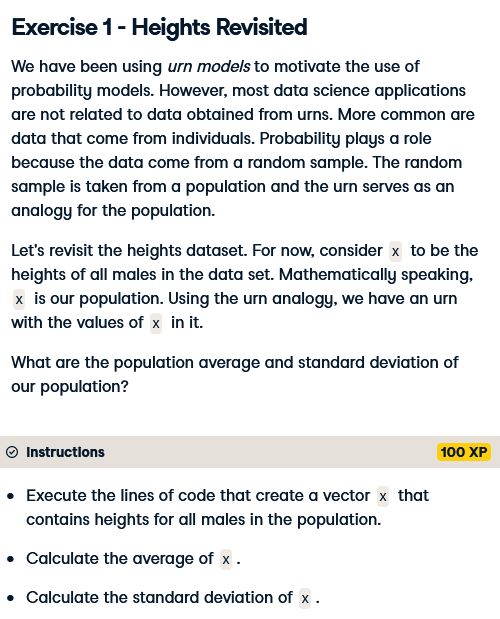 Exercise 1 - Heights Revisited
We have been using urn models to motivate the use of
probability models. However, most data science applications
are not related to data obtained from urns. More common are
data that come from individuals. Probability plays a role
because the data come from a random sample. The random
sample is taken from a population and the urn serves as an
analogy for the population.
Let's revisit the heights dataset. For now, consider x to be the
heights of all males in the data set. Mathematically speaking,
x is our population. Using the urn analogy, we have an urn
with the values of x in it.
What are the population average and standard deviation of
our population?
Instructions 100 XP
• Execute the lines of code that create a vector x that
contains heights for all males in the population.
• Calculate the average of x .
• Calculate the standard deviation of x .